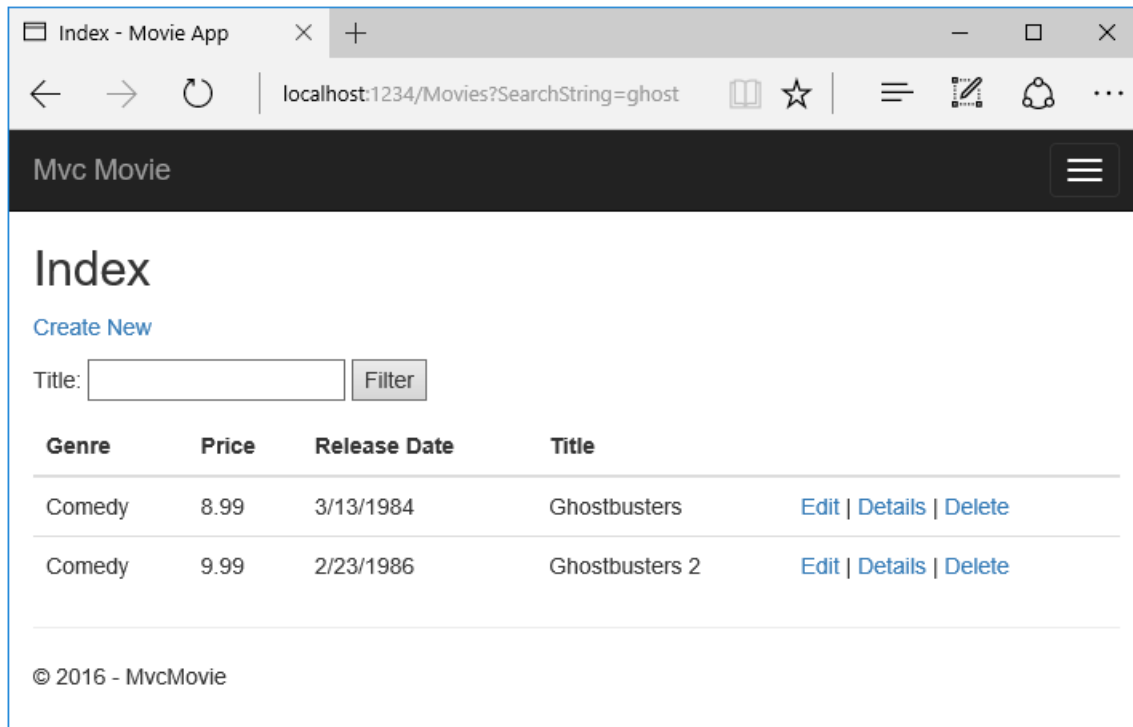 Index - Movie App
localhost:1234/Movies?SearchString=ghost
Mvc Movie
Index
Create New
Title: Filter
Genre Price Release Date Title
Comedy 8.99 3/13/1984 Ghostbusters Edit | Details | Delete
Comedy 9.99 2/23/1986 Ghostbusters 2 Edit | Details | Delete
© 2016 - MvcMovie